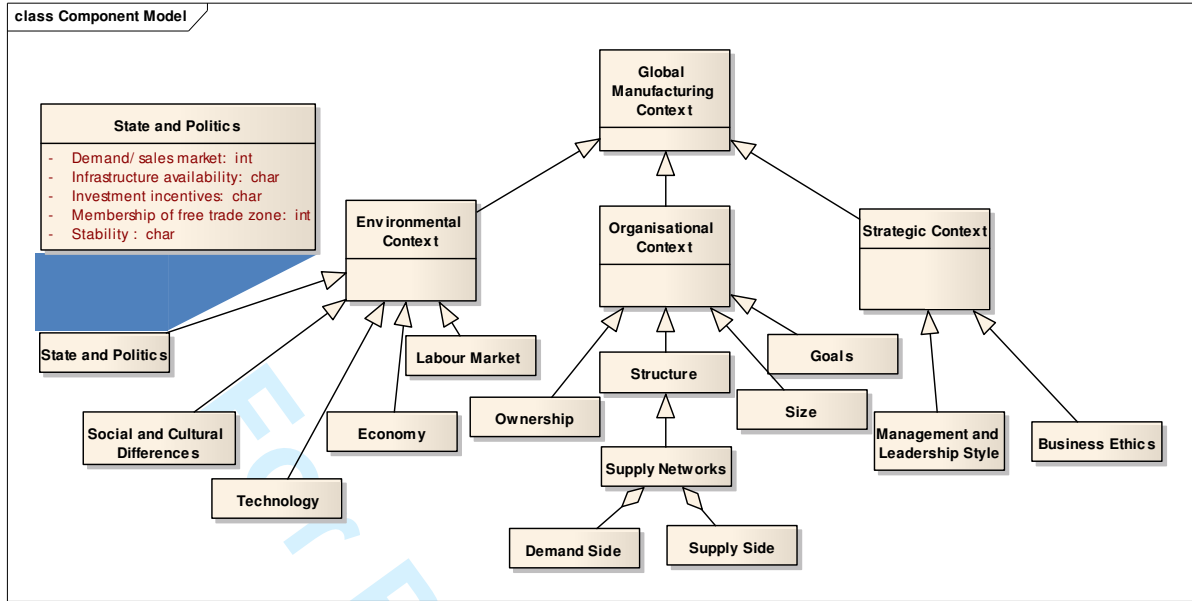 class Component Model
Global
Manufacturing
Context
State and Politics
- Demand/ sales market: int
- Infrastructure availability: char
- Investment incentives: char
- Membership of free trade zone: int
- Stability : char
Environmental
Context
Organisational
Context
Strategic Context
State and Politics
Labour Market
Structure
Goals
Social and Cultural
Differences
Economy
Ownership
Size
Management and
Leadership Style
Business Ethics
Technology
Supply Networks
Demand Side
Supply Side
For